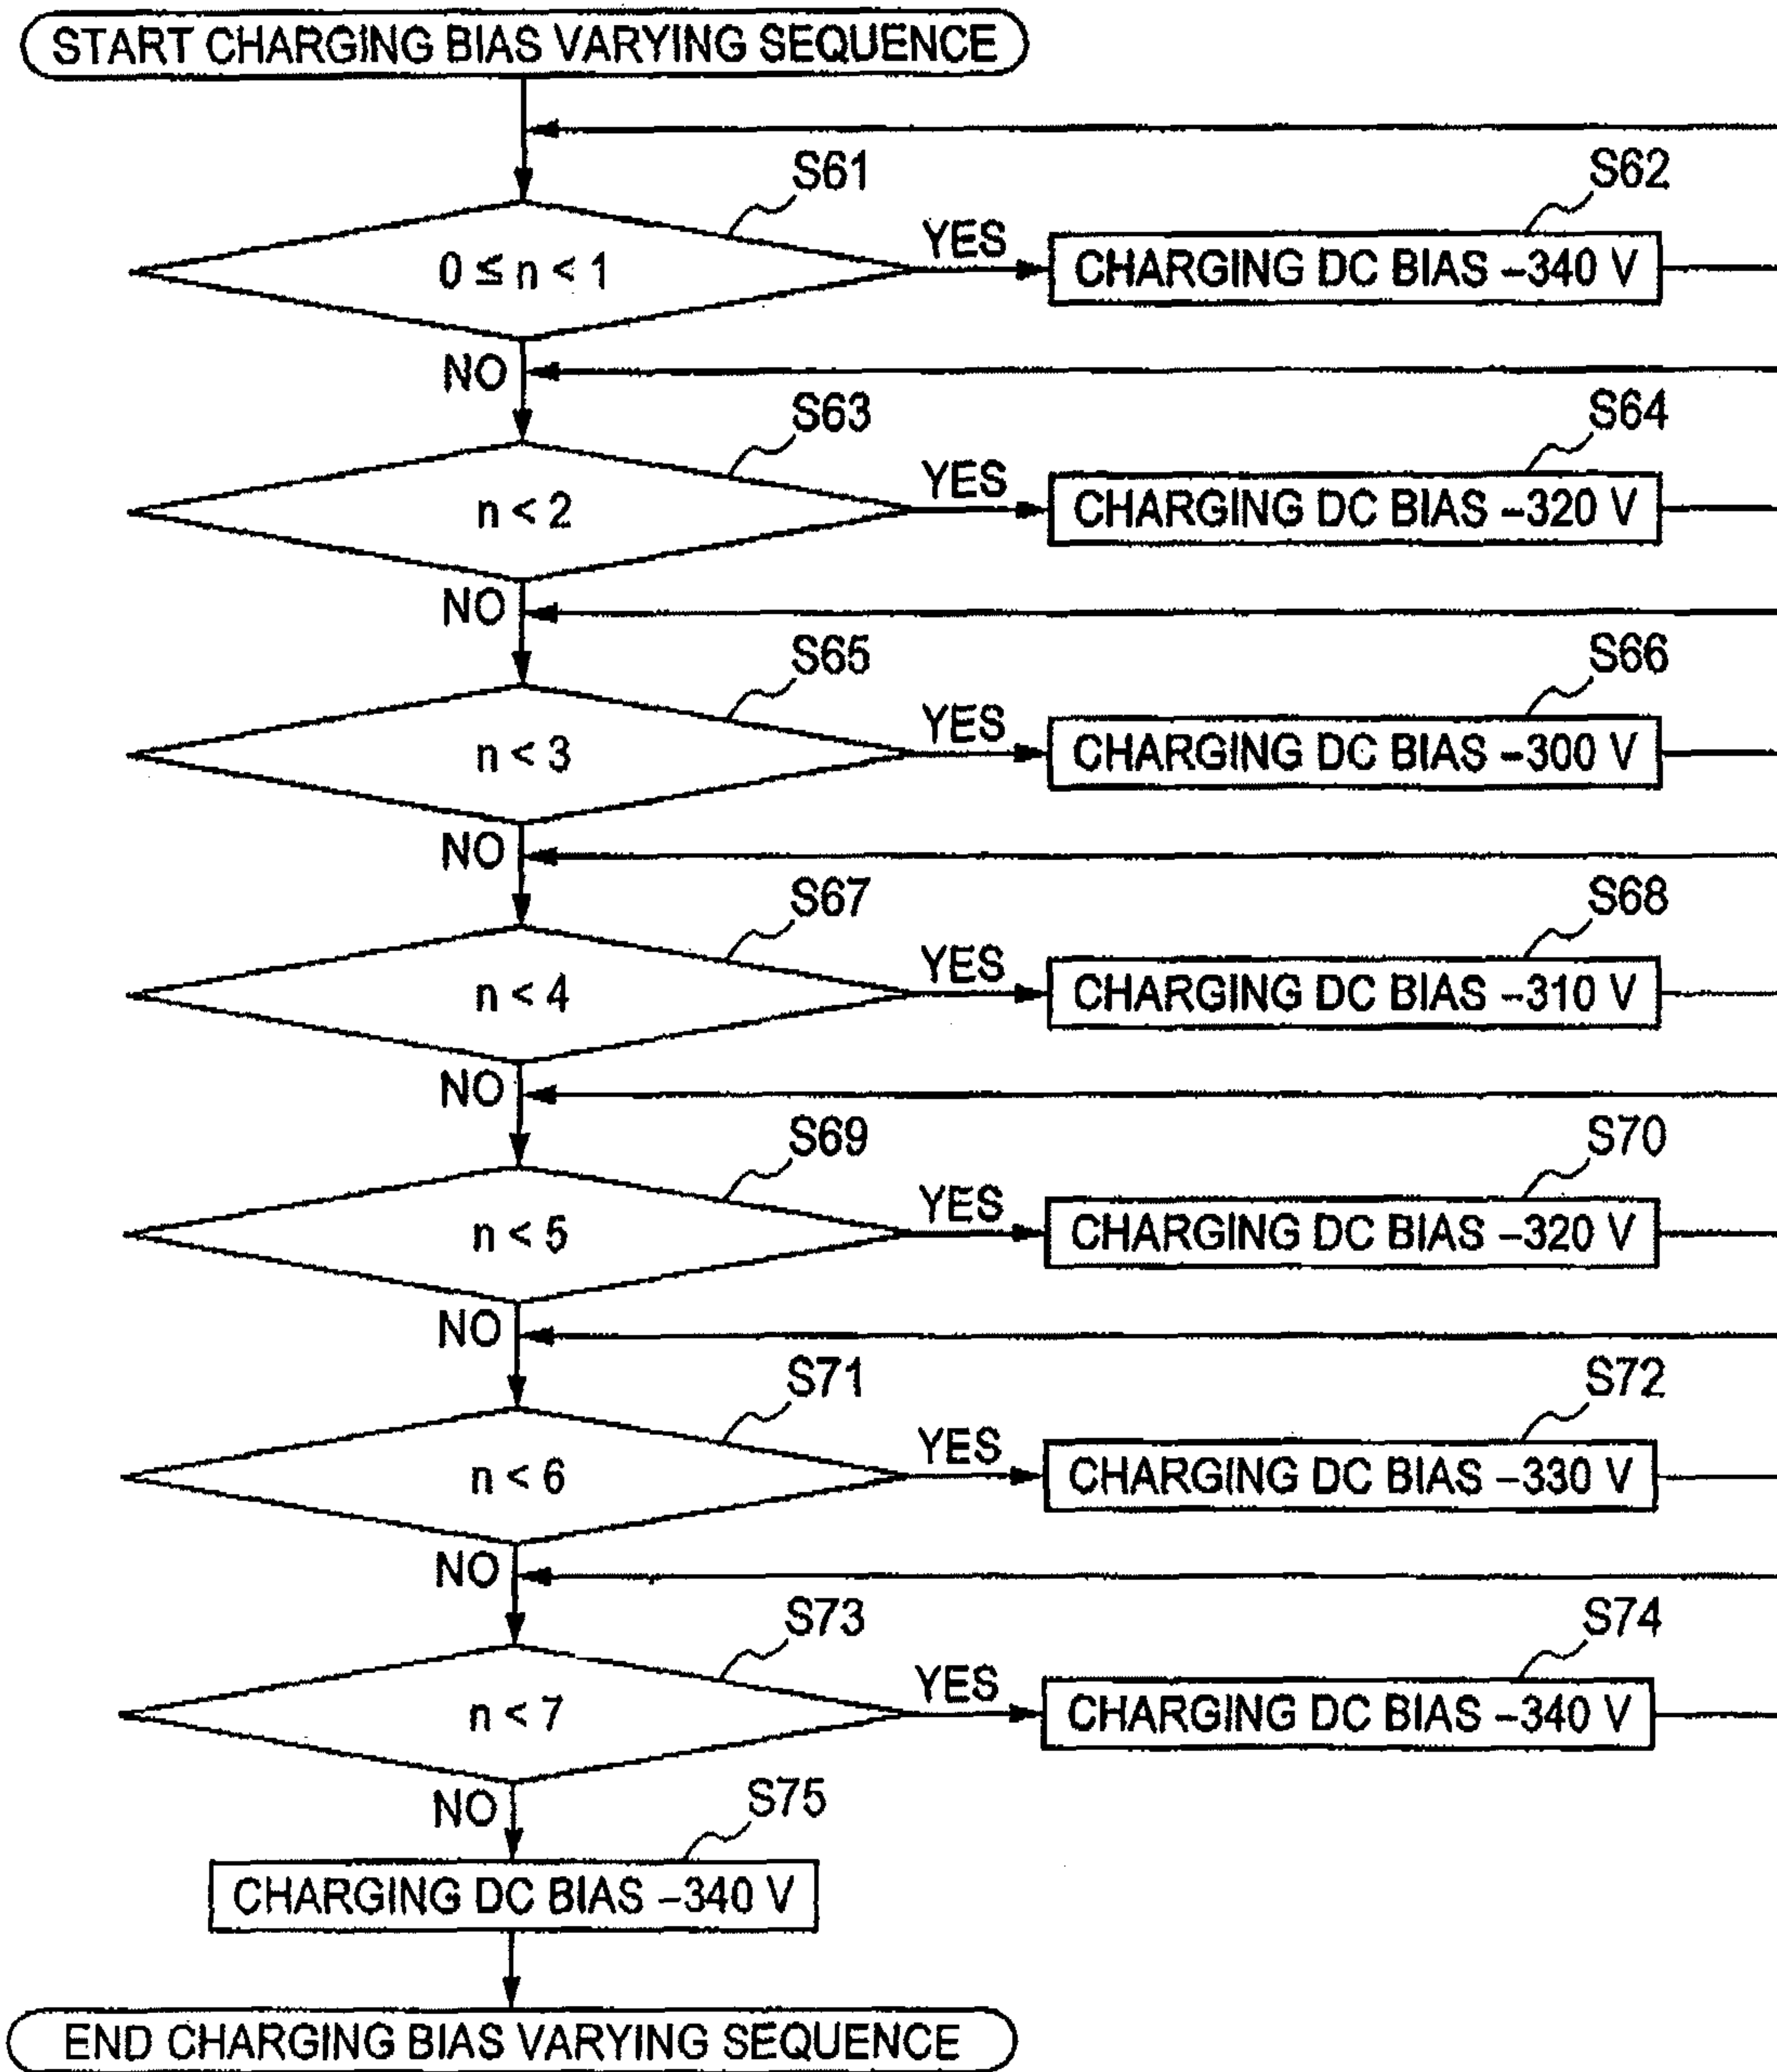 START CHARGING BIAS VARYING SEQUENCE
S61
S62
0 ≤ n < 1
YES
CHARGING DC BIAS –340 V
NO
S63
S64
n < 2
YES
CHARGING DC BIAS –320 V
NO
S65
S66
n < 3
YES
CHARGING DC BIAS –300 V
NO
S67
S68
n < 4
YES
CHARGING DC BIAS –310 V
NO
S69
S70
n < 5
YES
CHARGING DC BIAS –320 V
NO
S71
S72
n < 6
YES
CHARGING DC BIAS –330 V
NO
S73
S74
n < 7
YES
CHARGING DC BIAS –340 V
NO
S75
CHARGING DC BIAS –340 V
END CHARGING BIAS VARYING SEQUENCE